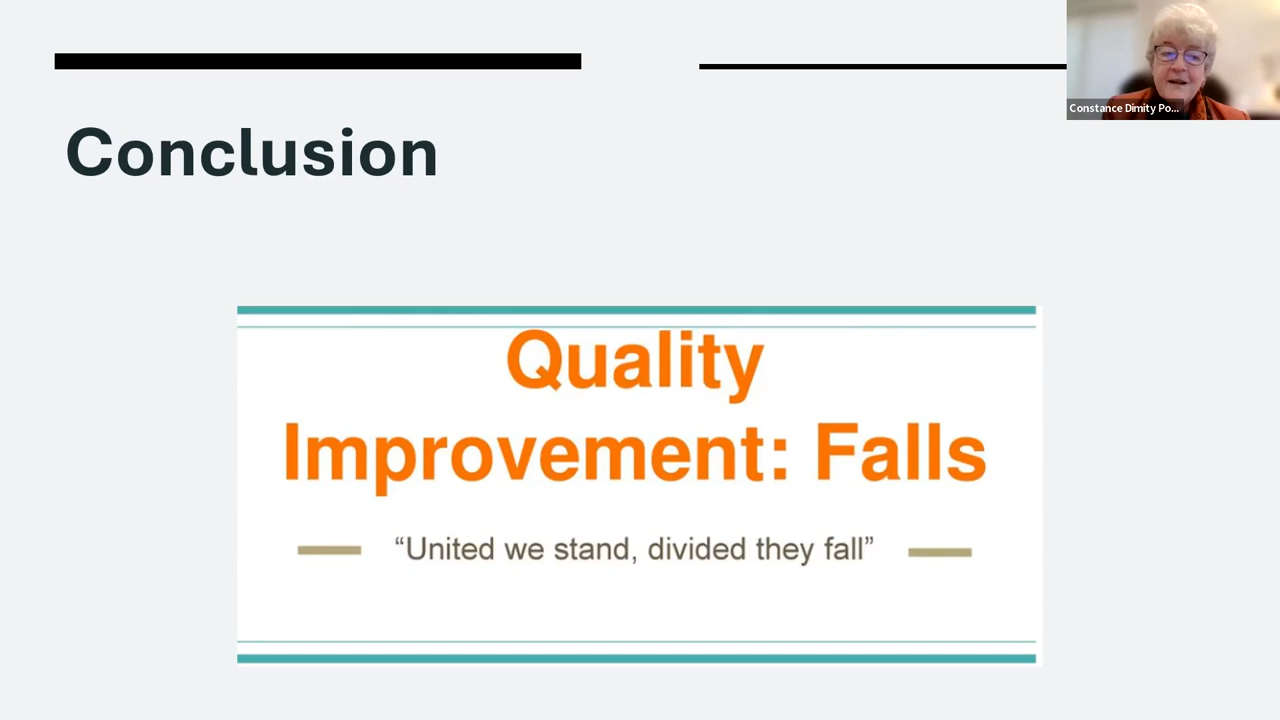 Constance Dimity Po...
Conclusion
Quality
Improvement: Falls
“United we stand, divided they fall”